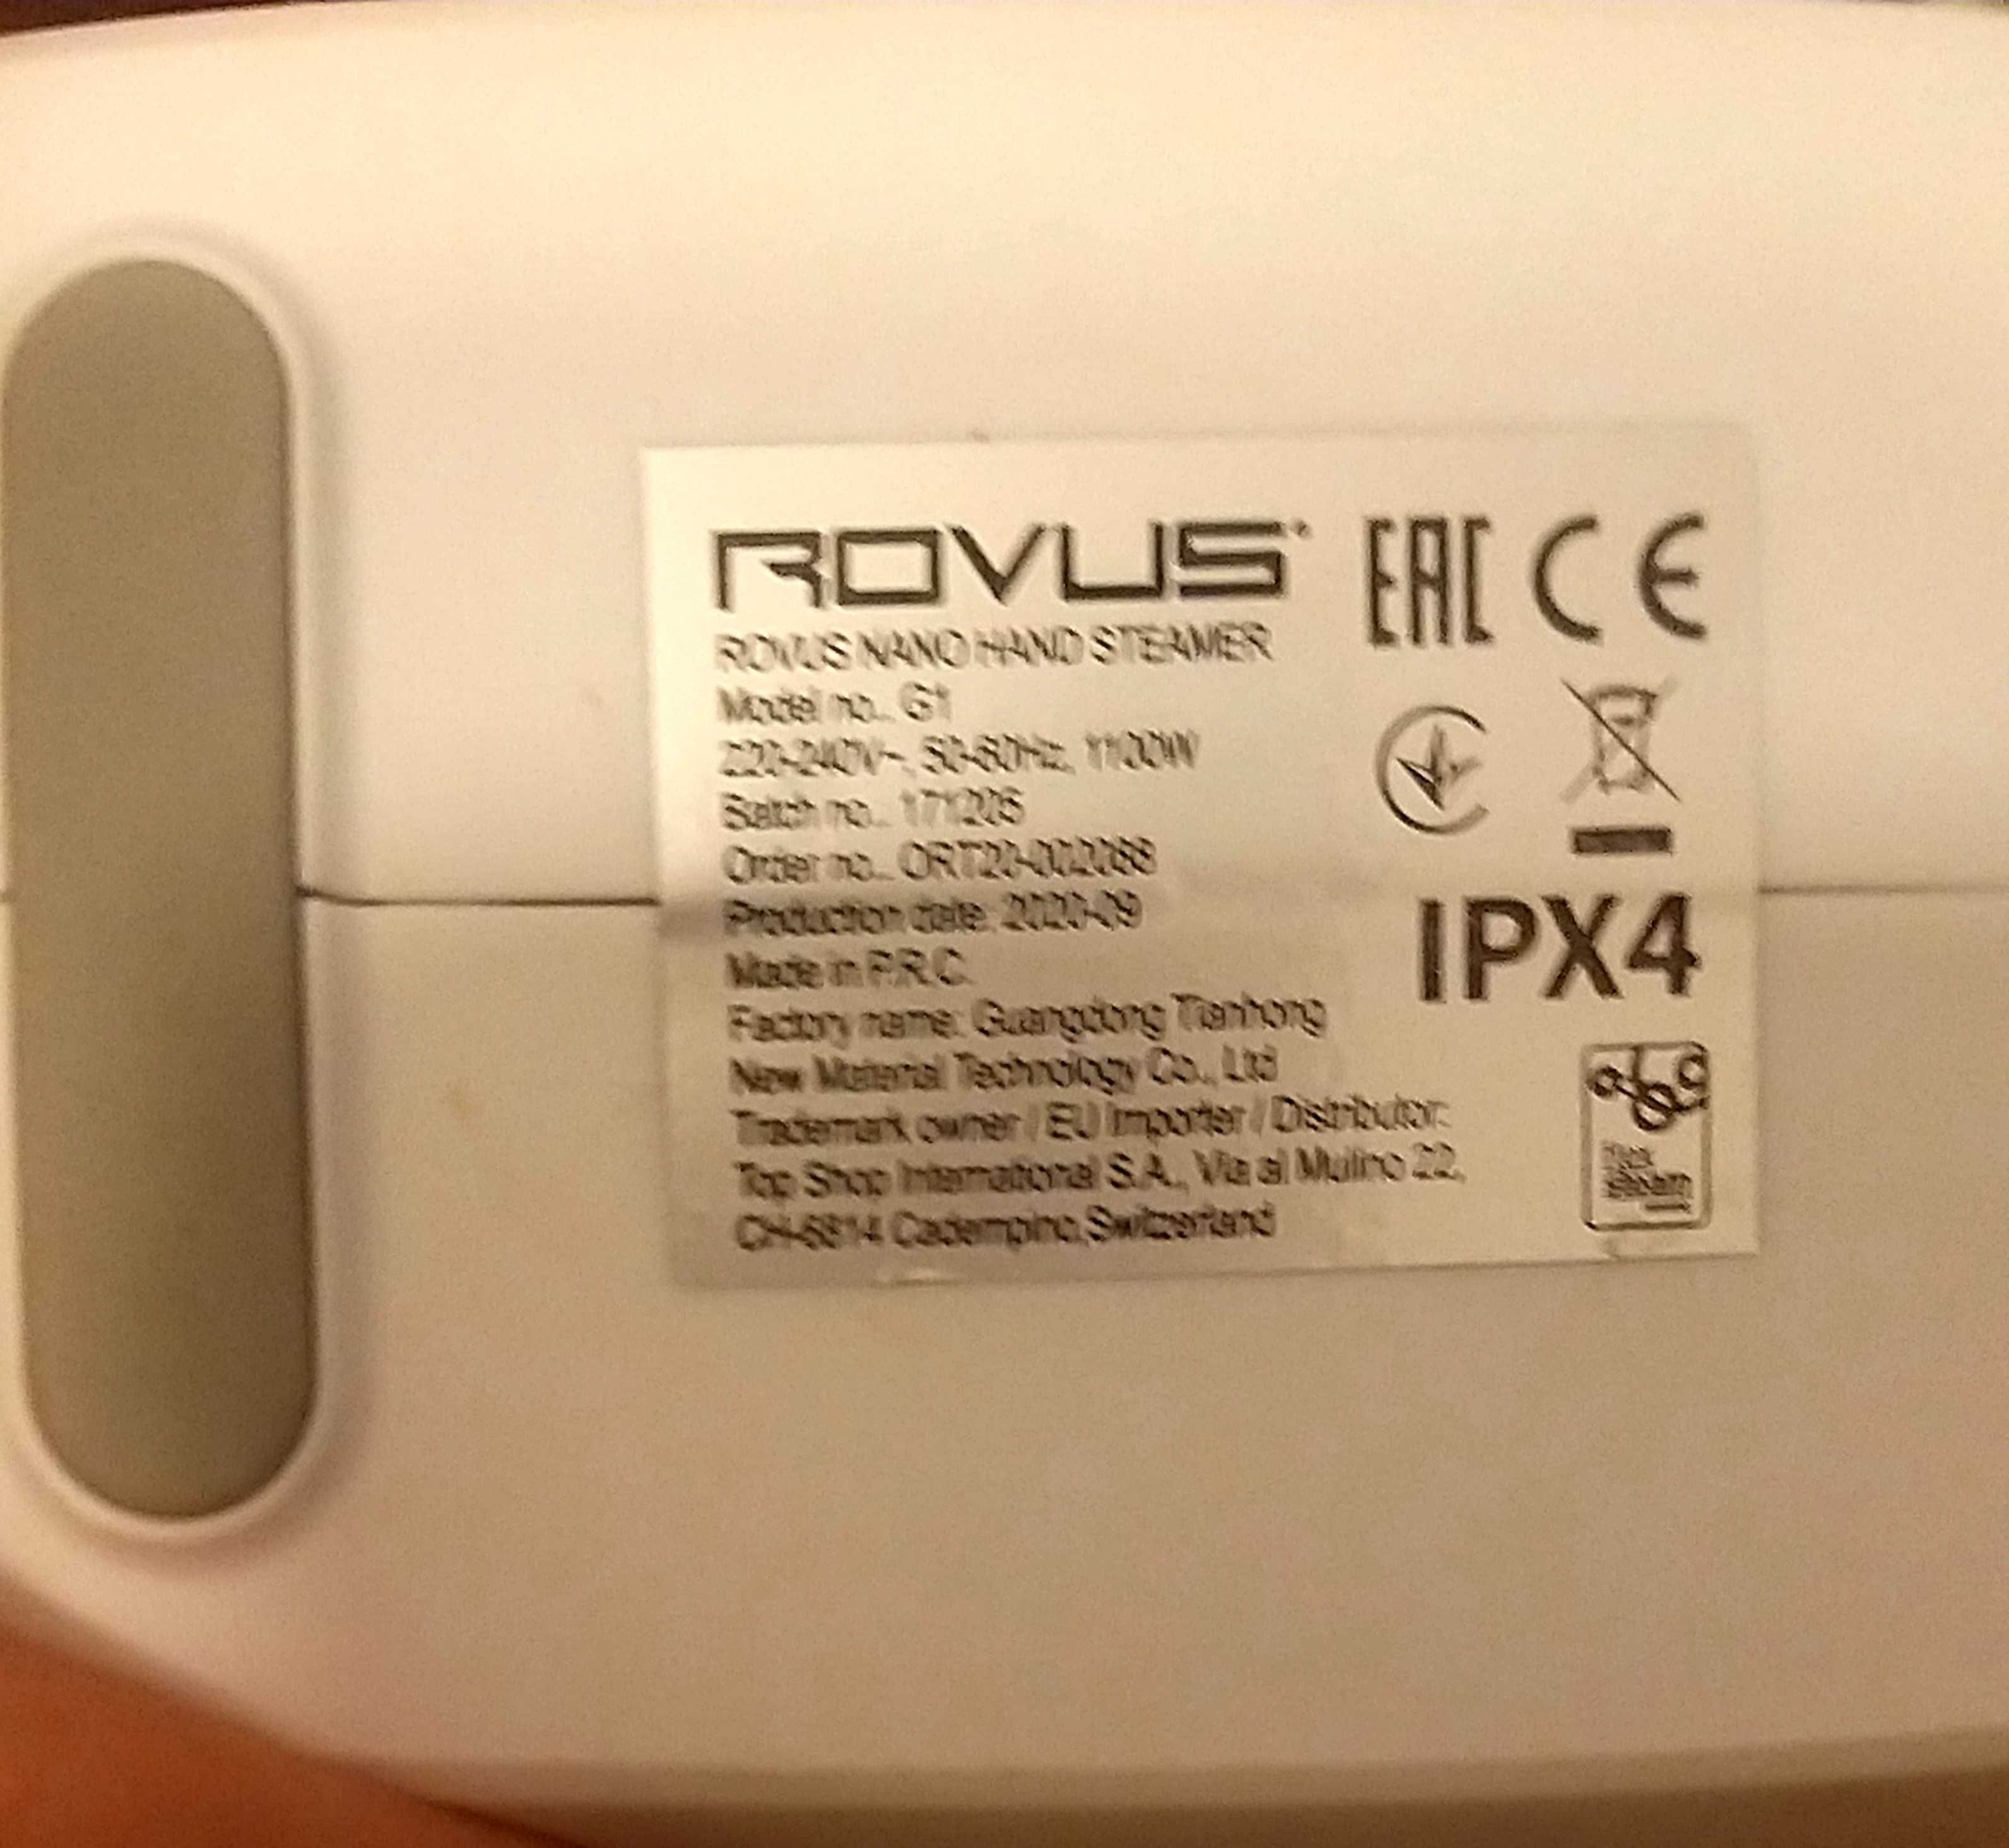 ROVUS
EAC CE
ROVUS NANO HAND STEAMER
Model no.: G1
220-240V~, 50-60Hz, 1100W
Batch no.: 171205
Order no.: ORT20-002088
Production date: 2020-09
Made in P.R.C.
IPX4
Factory name: Guangdong Tianhong
New Material Technology Co., Ltd
Trademark owner / EU Importer / Distributor:
Top Shop International S.A., Via al Mulino 22,
CH-6814 Cadempino,Switzerland